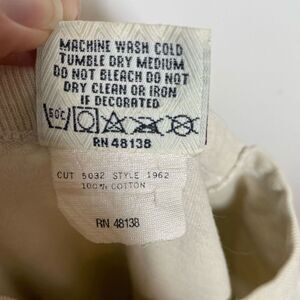 MACHINE WASH COLD
TUMBLE DRY MEDIUM
DO NOT BLEACH DO NOT
DRY CLEAN OR IRON
IF DECORATED
50C
RN 48138
CUT 5032 STYLE 1962
100% COTTON
RN 48138